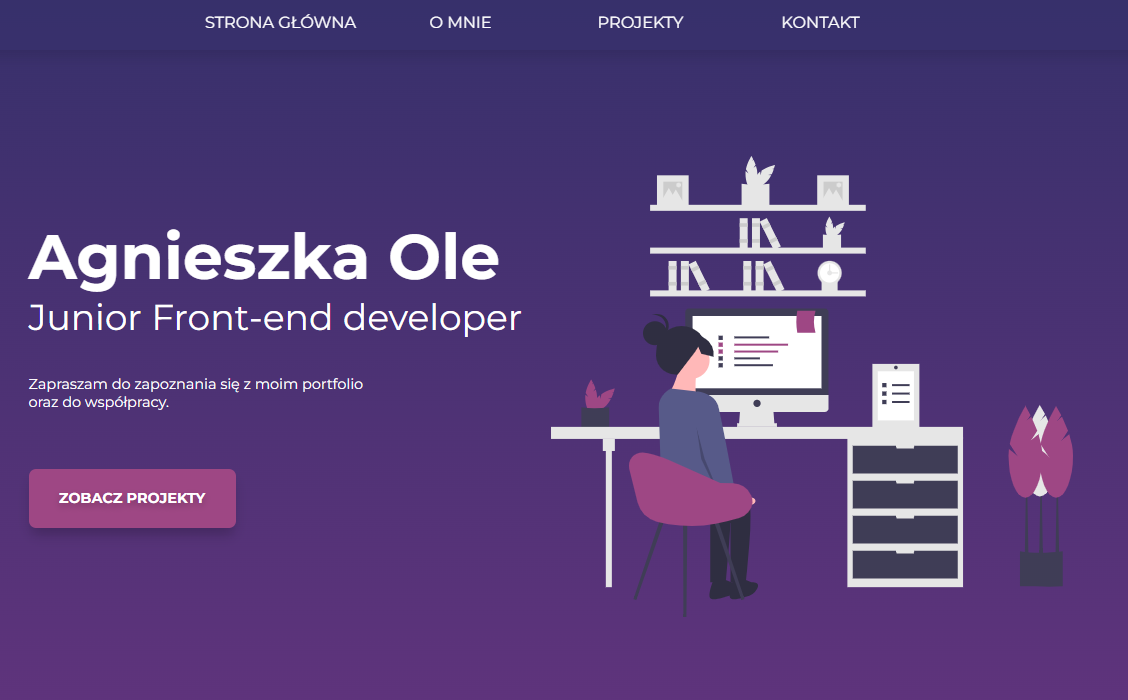 STRONA GŁÓWNA
O MNIE
PROJEKTY
KONTAKT
Agnieszka Ole
Junior Front-end developer
Zapraszam do zapoznania się z moim portfolio
oraz do współpracy.
ZOBACZ PROJEKTY